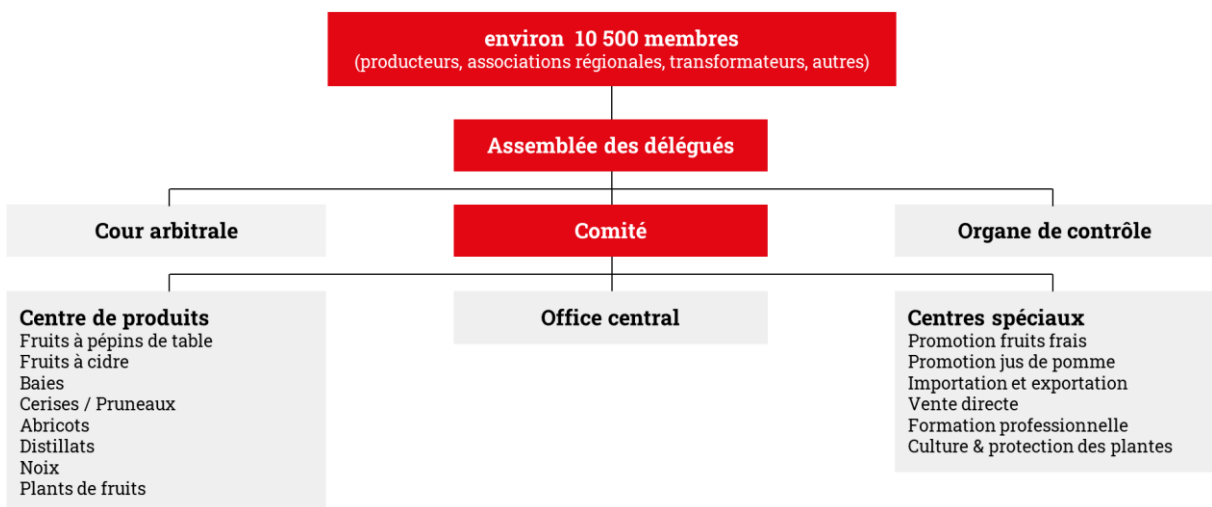 environ 10 500 membres
(producteurs, associations régionales, transformateurs, autres)
Assemblée des délégués
Cour arbitrale
Comité
Organe de contrôle
Centre de produits
Fruits à pépins de table
Fruits à cidre
Baies
Cerises / Pruneaux
Abricots
Distillats
Noix
Plants de fruits
Office central
Centres spéciaux
Promotion fruits frais
Promotion jus de pomme
Importation et exportation
Vente directe
Formation professionnelle
Culture & protection des plantes